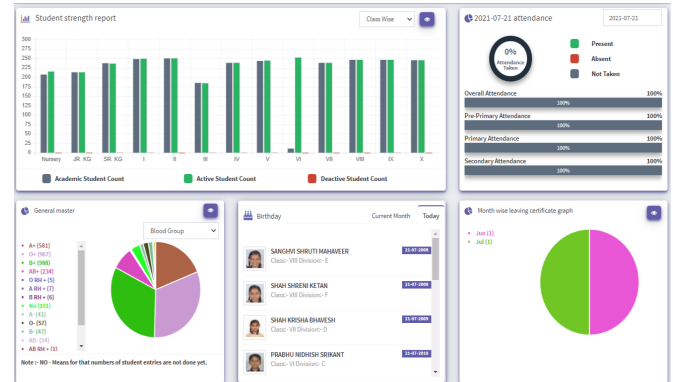 Student strength report
Class Wise
300
275
250
225
200
175
150
125
100
75
50
25
0
Nursery JR. KG SR. KG I II III IV V VI VII VIII IX X
Academic Student Count Active Student Count Deactive Student Count
2021-07-21 attendance
2021-07-21
0%
Attendance
Taken
Present
Absent
Not Taken
Overall Attendance 100%
100%
Pre-Primary Attendance 100%
100%
Primary Attendance 100%
100%
Secondary Attendance 100%
100%
General master
Blood Group
A+ (581)
O+ (967)
B+ (988)
AB+ (234)
O RH + (5)
A RH + (7)
B RH + (6)
No (101)
A- (43)
O- (57)
B- (47)
AB- (34)
AB RH + (1)
Note :- NO - Means for that numbers of student entries are not done yet.
Birthday
Current Month Today
SANGHVI SHRUTI MAHAVEER
Class:- VIII Division:- E
21-07-2008
SHAH SHRENI KETAN
Class:- VIII Division:- F
21-07-2009
SHAH KRISHA BHAVESH
Class:- VII Division:- D
21-07-2009
PRABHU NIDHISH SRIKANT
Class:- VI Division:- C
21-07-2010
Month wise leaving certificate graph
Jun (1)
Jul (1)